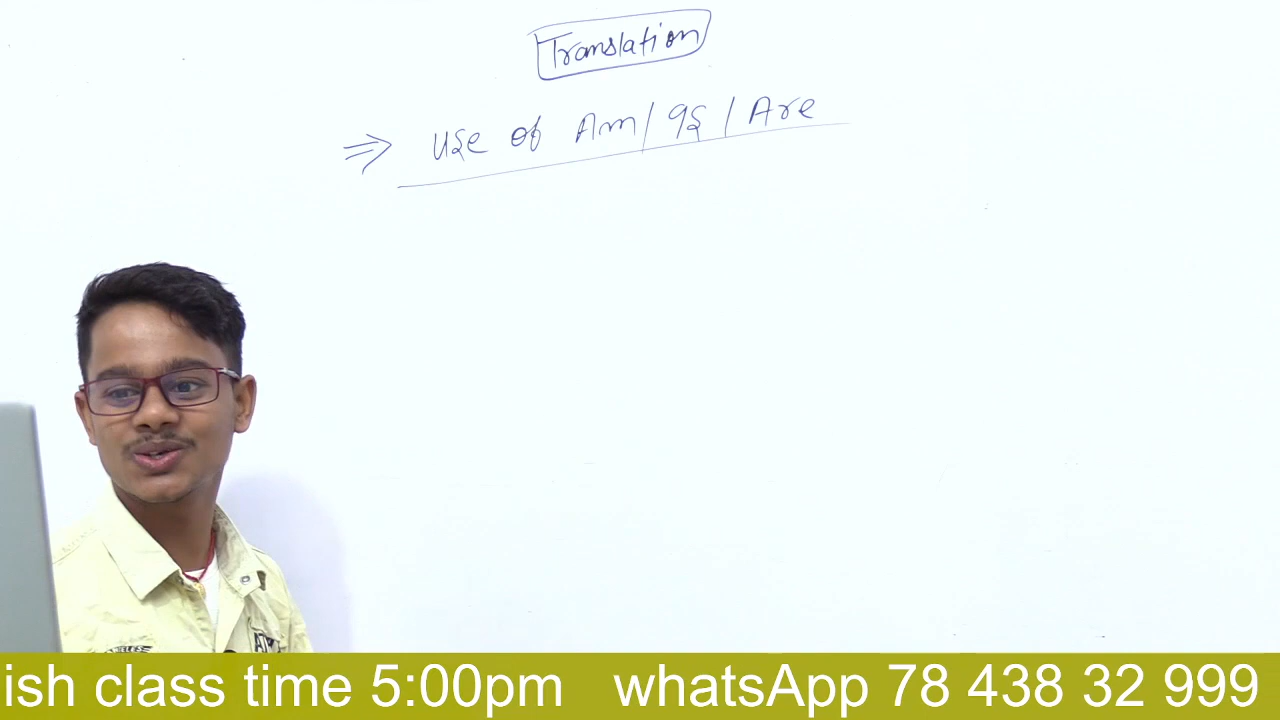 Translation
⇒ Use of Am / Is / Are
ish class time 5:00pm whatsApp 78 438 32 999